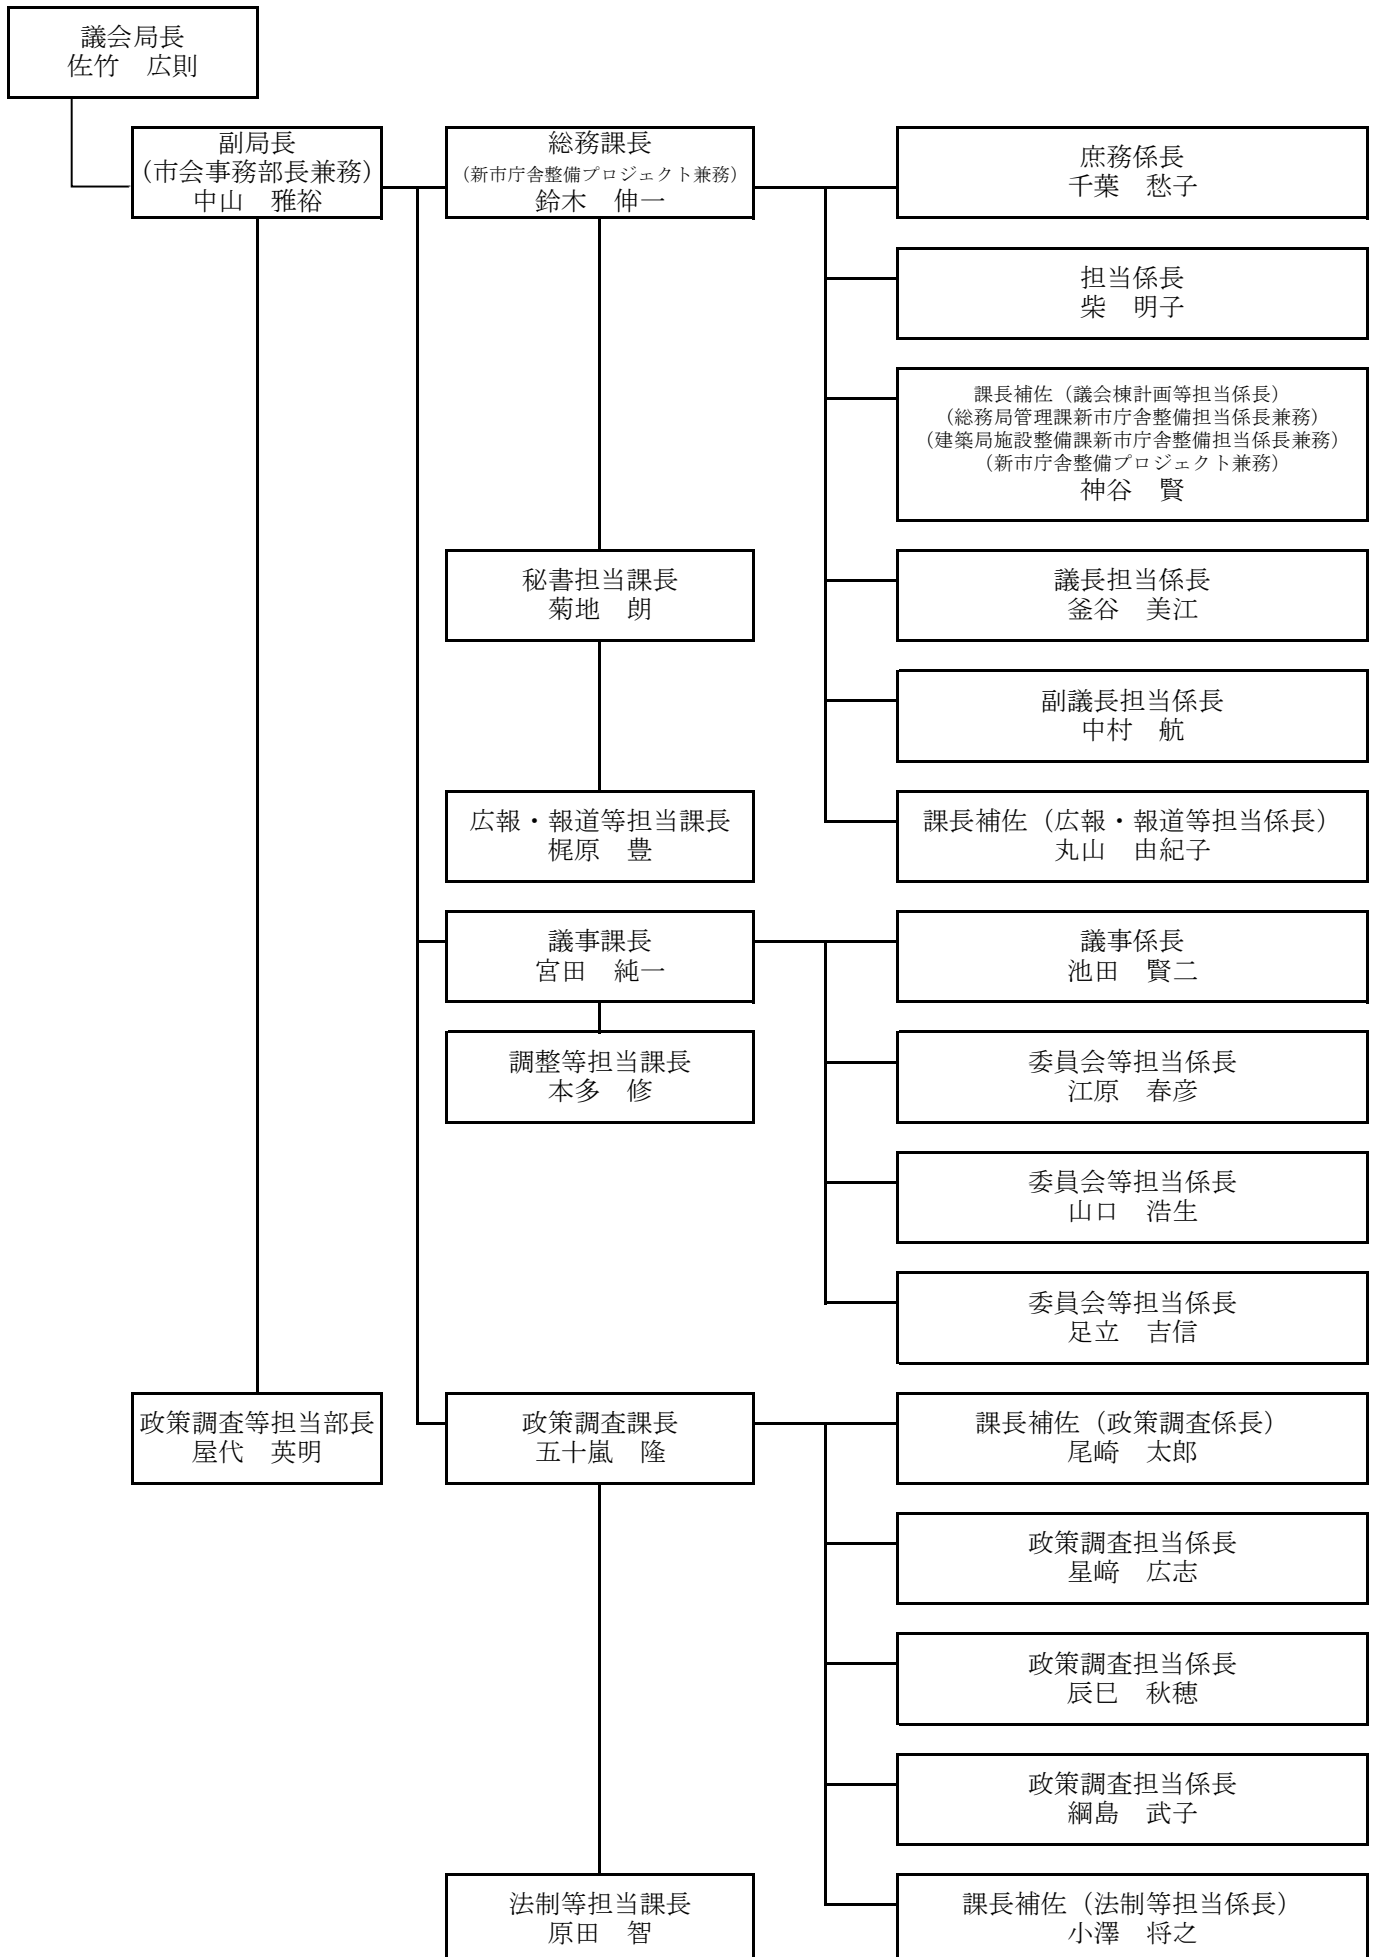 議会局長
佐竹　広則
副局長
（市会事務部長兼務）
中山　雅裕
総務課長
（新市庁舎整備プロジェクト兼務）
鈴木　伸一
庶務係長
千葉　愁子
担当係長
柴　明子
課長補佐（議会棟計画等担当係長）
（総務局管理課新市庁舎整備担当係長兼務）
（建築局施設整備課新市庁舎整備担当係長兼務）
（新市庁舎整備プロジェクト兼務）
神谷　賢
秘書担当課長
菊地　朗
議長担当係長
釜谷　美江
副議長担当係長
中村　航
広報・報道等担当課長
梶原　豊
課長補佐（広報・報道等担当係長）
丸山　由紀子
議事課長
宮田　純一
議事係長
池田　賢二
調整等担当課長
本多　修
委員会等担当係長
江原　春彦
委員会等担当係長
山口　浩生
委員会等担当係長
足立　吉信
政策調査等担当部長
屋代　英明
政策調査課長
五十嵐　隆
課長補佐（政策調査係長）
尾崎　太郎
政策調査担当係長
星﨑　広志
政策調査担当係長
辰巳　秋穂
政策調査担当係長
綱島　武子
法制等担当課長
原田　智
課長補佐（法制等担当係長）
小澤　将之